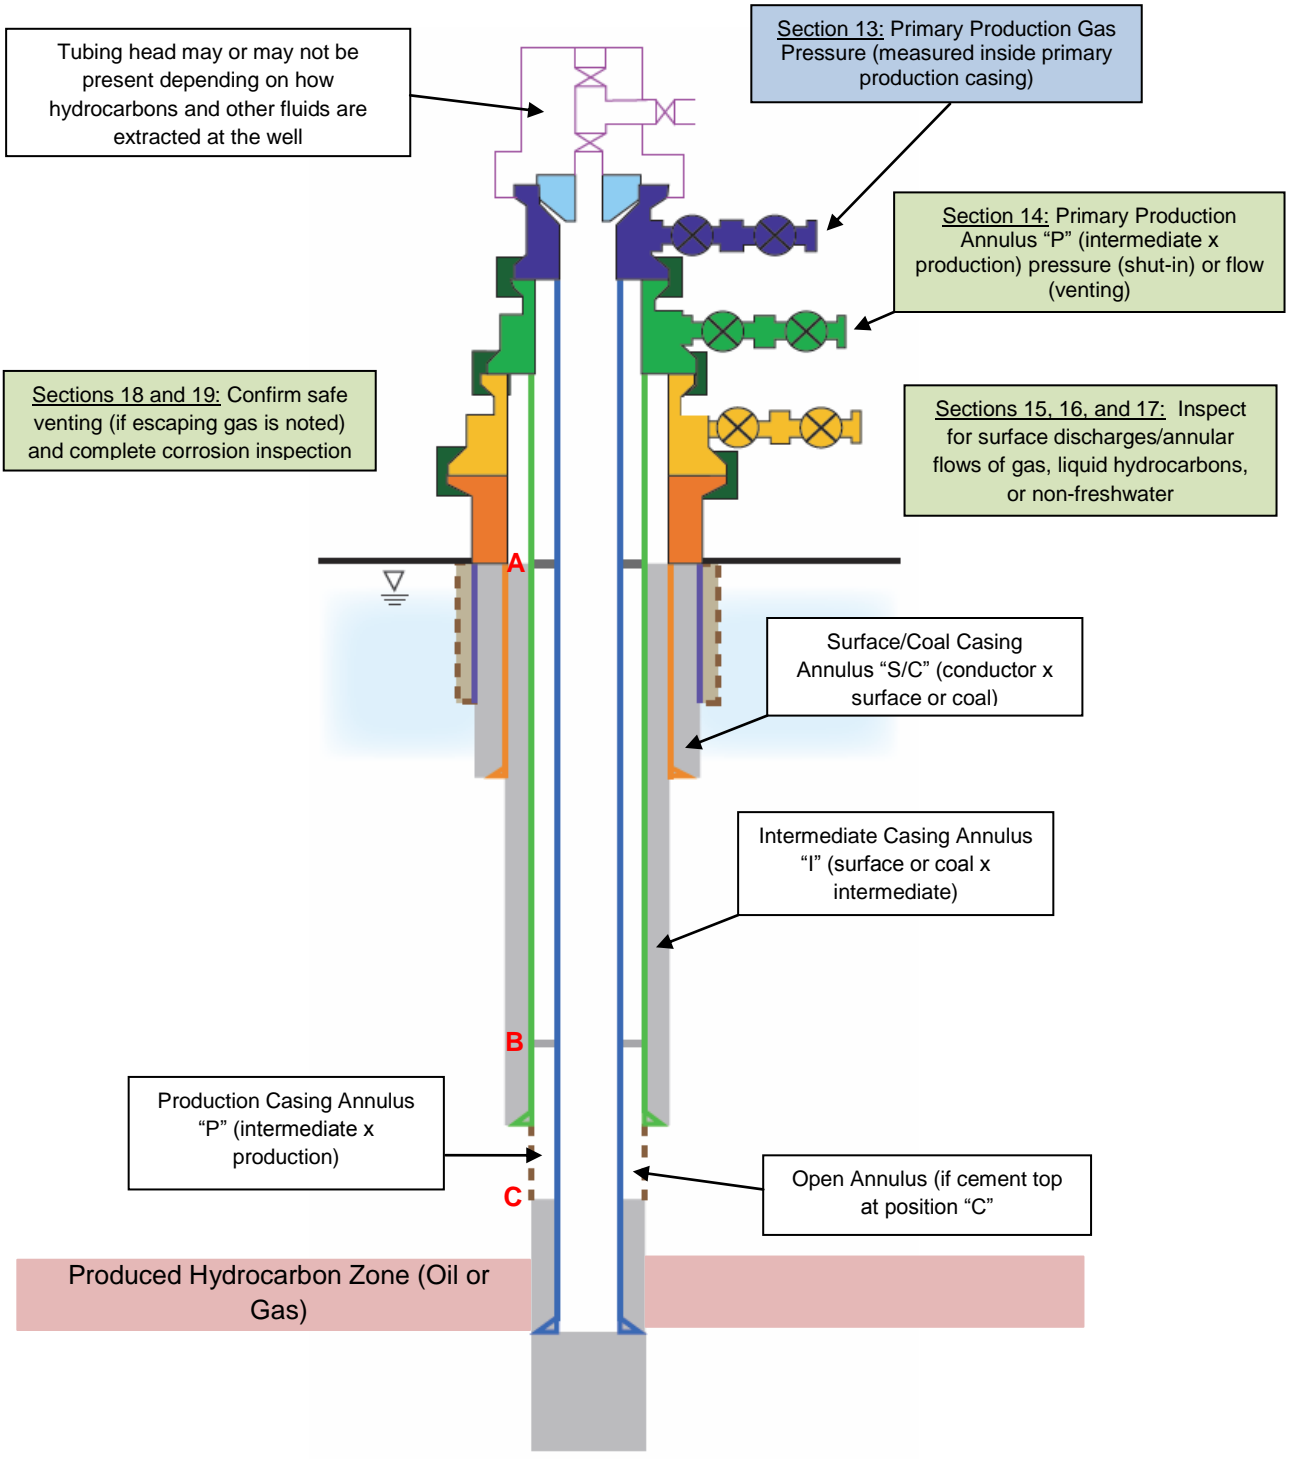 Tubing head may or may not be
present depending on how
hydrocarbons and other fluids are
extracted at the well
Section 13: Primary Production Gas
Pressure (measured inside primary
production casing)
Section 14: Primary Production
Annulus “P” (intermediate x
production) pressure (shut-in) or flow
(venting)
Sections 18 and 19: Confirm safe
venting (if escaping gas is noted)
and complete corrosion inspection
Sections 15, 16, and 17: Inspect
for surface discharges/annular
flows of gas, liquid hydrocarbons,
or non-freshwater
A
Surface/Coal Casing
Annulus “S/C” (conductor x
surface or coal)
Intermediate Casing Annulus
“I” (surface or coal x
intermediate)
B
Production Casing Annulus
“P” (intermediate x
production)
C
Open Annulus (if cement top
at position “C”
Produced Hydrocarbon Zone (Oil or
Gas)